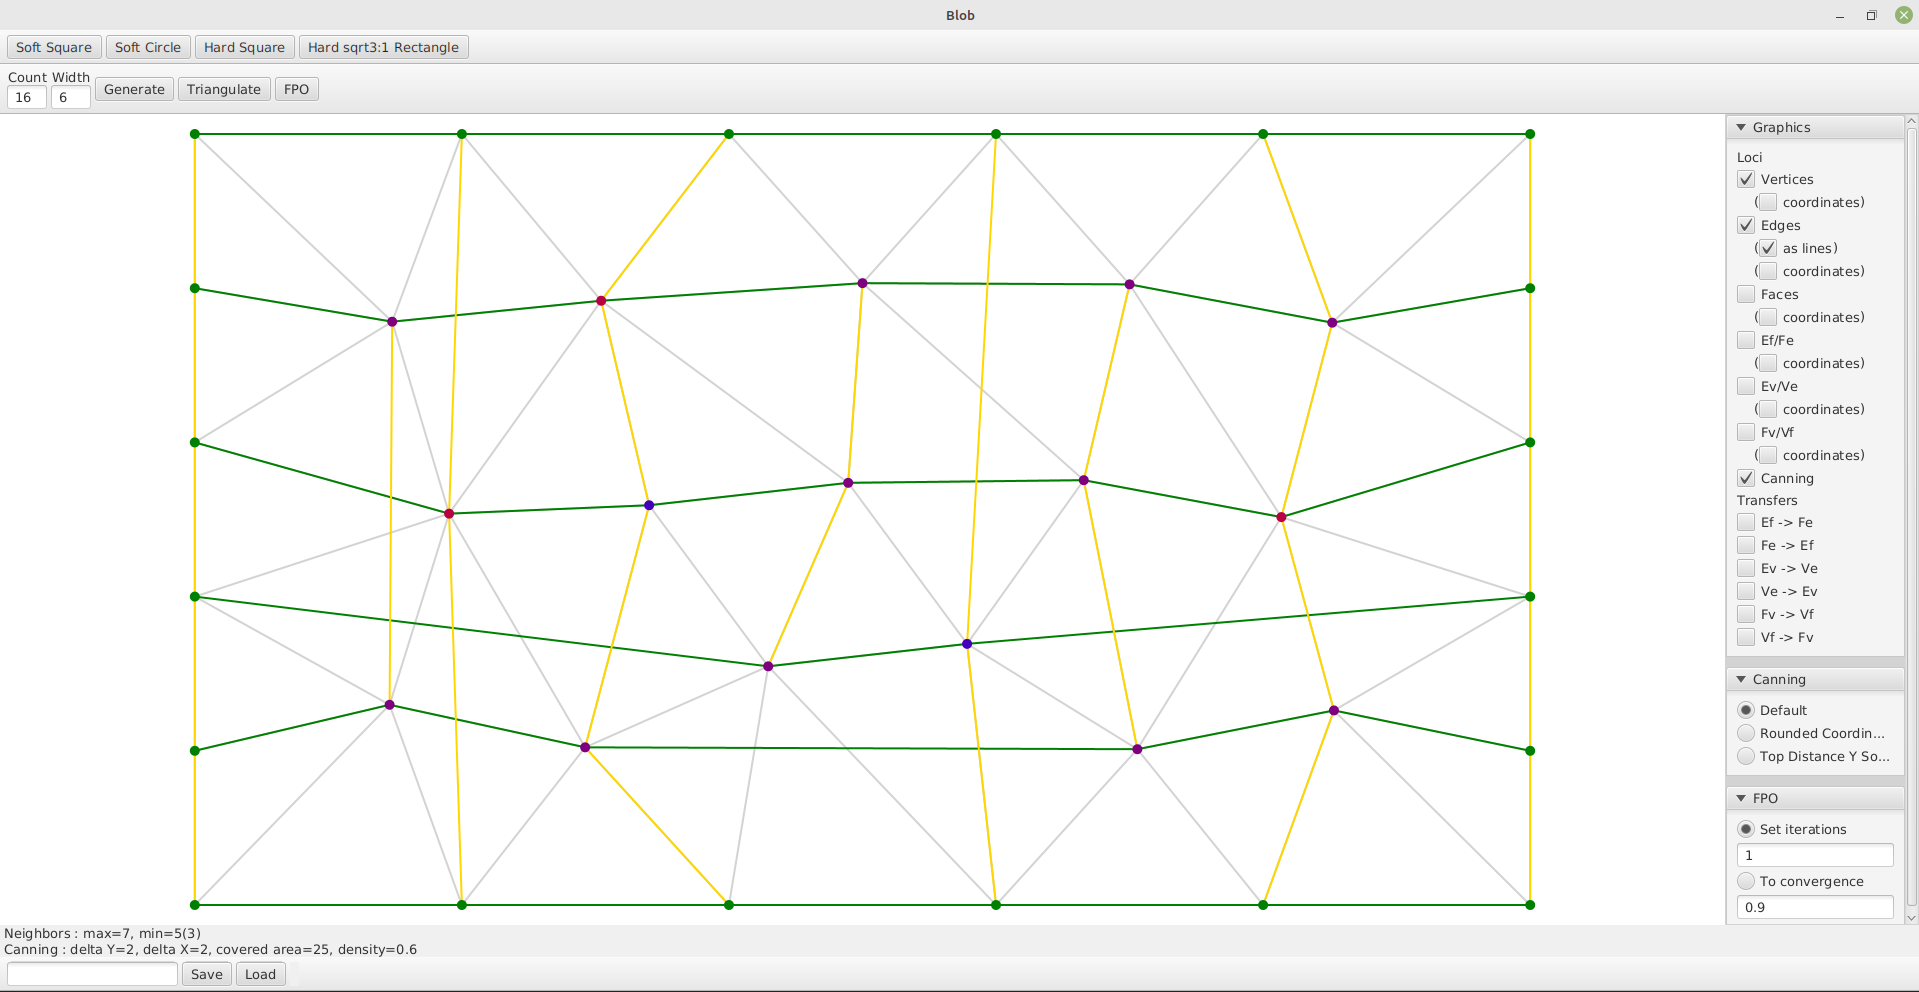 Blob
Soft Square Soft Circle Hard Square Hard sqrt3:1 Rectangle
Count Width
16 6 Generate Triangulate FPO
Graphics
Loci
Vertices
( coordinates)
Edges
( as lines)
( coordinates)
Faces
( coordinates)
Ef/Fe
( coordinates)
Ev/Ve
( coordinates)
Fv/Vf
( coordinates)
Canning
Transfers
Ef -> Fe
Fe -> Ef
Ev -> Ve
Ve -> Ev
Fv -> Vf
Vf -> Fv
Canning
Default
Rounded Coordin...
Top Distance Y So...
FPO
Set iterations
1
To convergence
0.9
Neighbors : max=7, min=5(3)
Canning : delta Y=2, delta X=2, covered area=25, density=0.6
Save Load